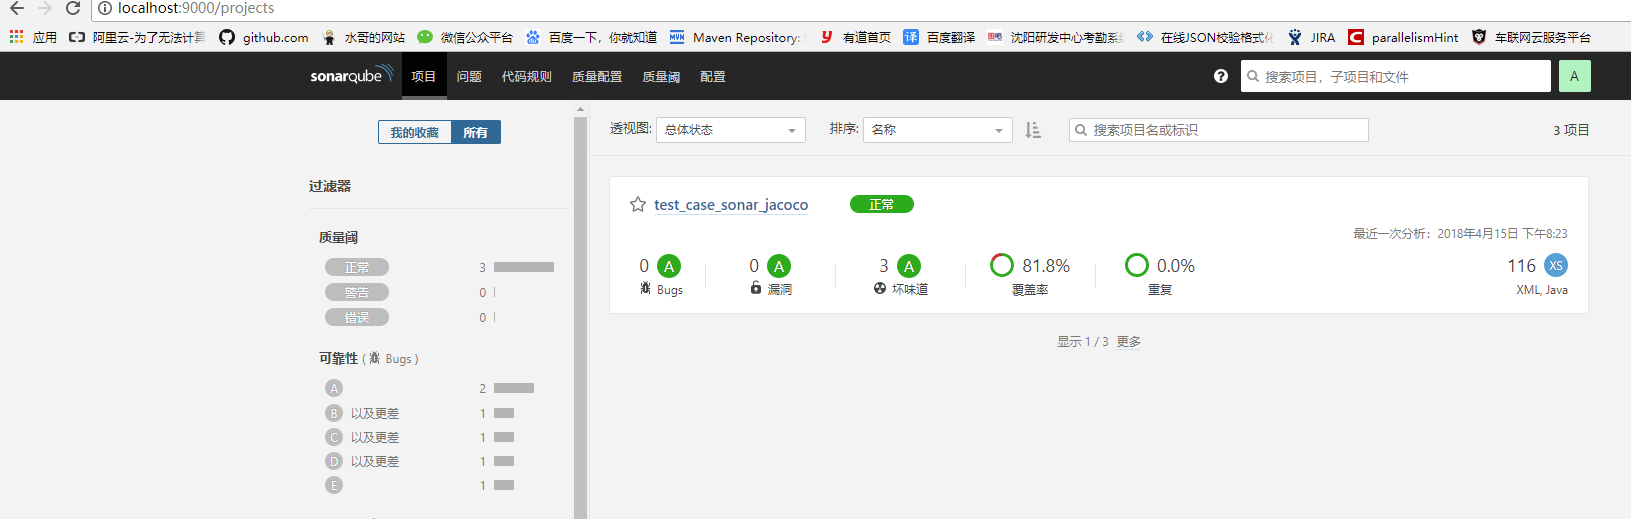 localhost:9000/projects
应用 阿里云-为了无法计算 github.com 水哥的网站 微信公众平台 百度一下，你就知道 Maven Repository: 有道首页 百度翻译 沈阳研发中心考勤系 在线JSON校验格式化 JIRA parallelismHint 车联网云服务平台
sonarqube 项目 问题 代码规则 质量配置 质量阈 配置 搜索项目，子项目和文件 A
我的收藏 所有
透视图: 总体状态 排序: 名称 搜索项目名或标识 3 项目
过滤器
test_case_sonar_jacoco 正常
最近一次分析：2018年4月15日 下午8:23
0 A 0 A 3 A 81.8% 0.0% 116 XS
Bugs 漏洞 坏味道 覆盖率 重复 XML, Java
显示 1 / 3 更多
质量阈
正常 3
警告 0
错误 0
可靠性 ( Bugs )
A 2
B 以及更差 1
C 以及更差 1
D 以及更差 1
E 1